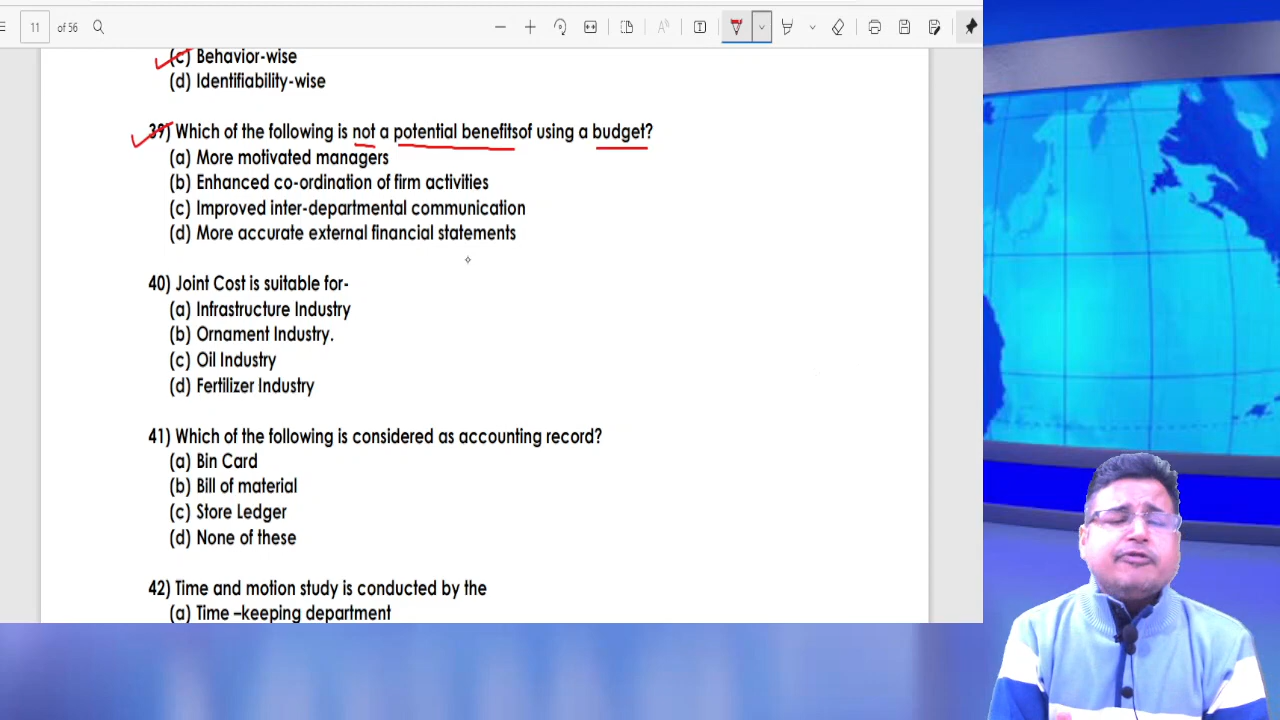 11 of 56
(c) Behavior-wise
(d) Identifiability-wise
39) Which of the following is not a potential benefitsof using a budget?
(a) More motivated managers
(b) Enhanced co-ordination of firm activities
(c) Improved inter-departmental communication
(d) More accurate external financial statements
40) Joint Cost is suitable for-
(a) Infrastructure Industry
(b) Ornament Industry.
(c) Oil Industry
(d) Fertilizer Industry
41) Which of the following is considered as accounting record?
(a) Bin Card
(b) Bill of material
(c) Store Ledger
(d) None of these
42) Time and motion study is conducted by the
(a) Time –keeping department